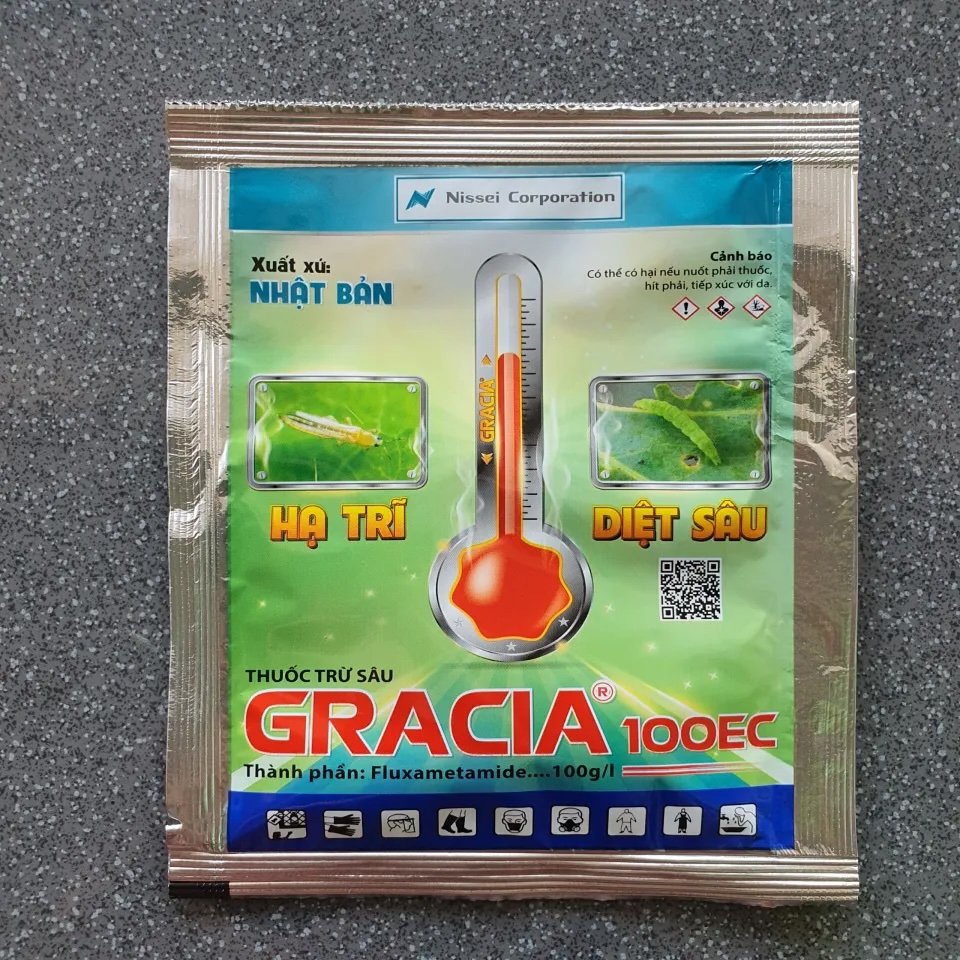 Nissei Corporation
Xuất xứ:
NHẬT BẢN
Cảnh báo
Có thể có hại nếu nuốt phải thuốc,
hít phải, tiếp xúc với da.
GRACIA®
HẠ TRĨ
DIỆT SÂU
THUỐC TRỪ SÂU
GRACIA® 100EC
Thành phần: Fluxametamide....100g/l